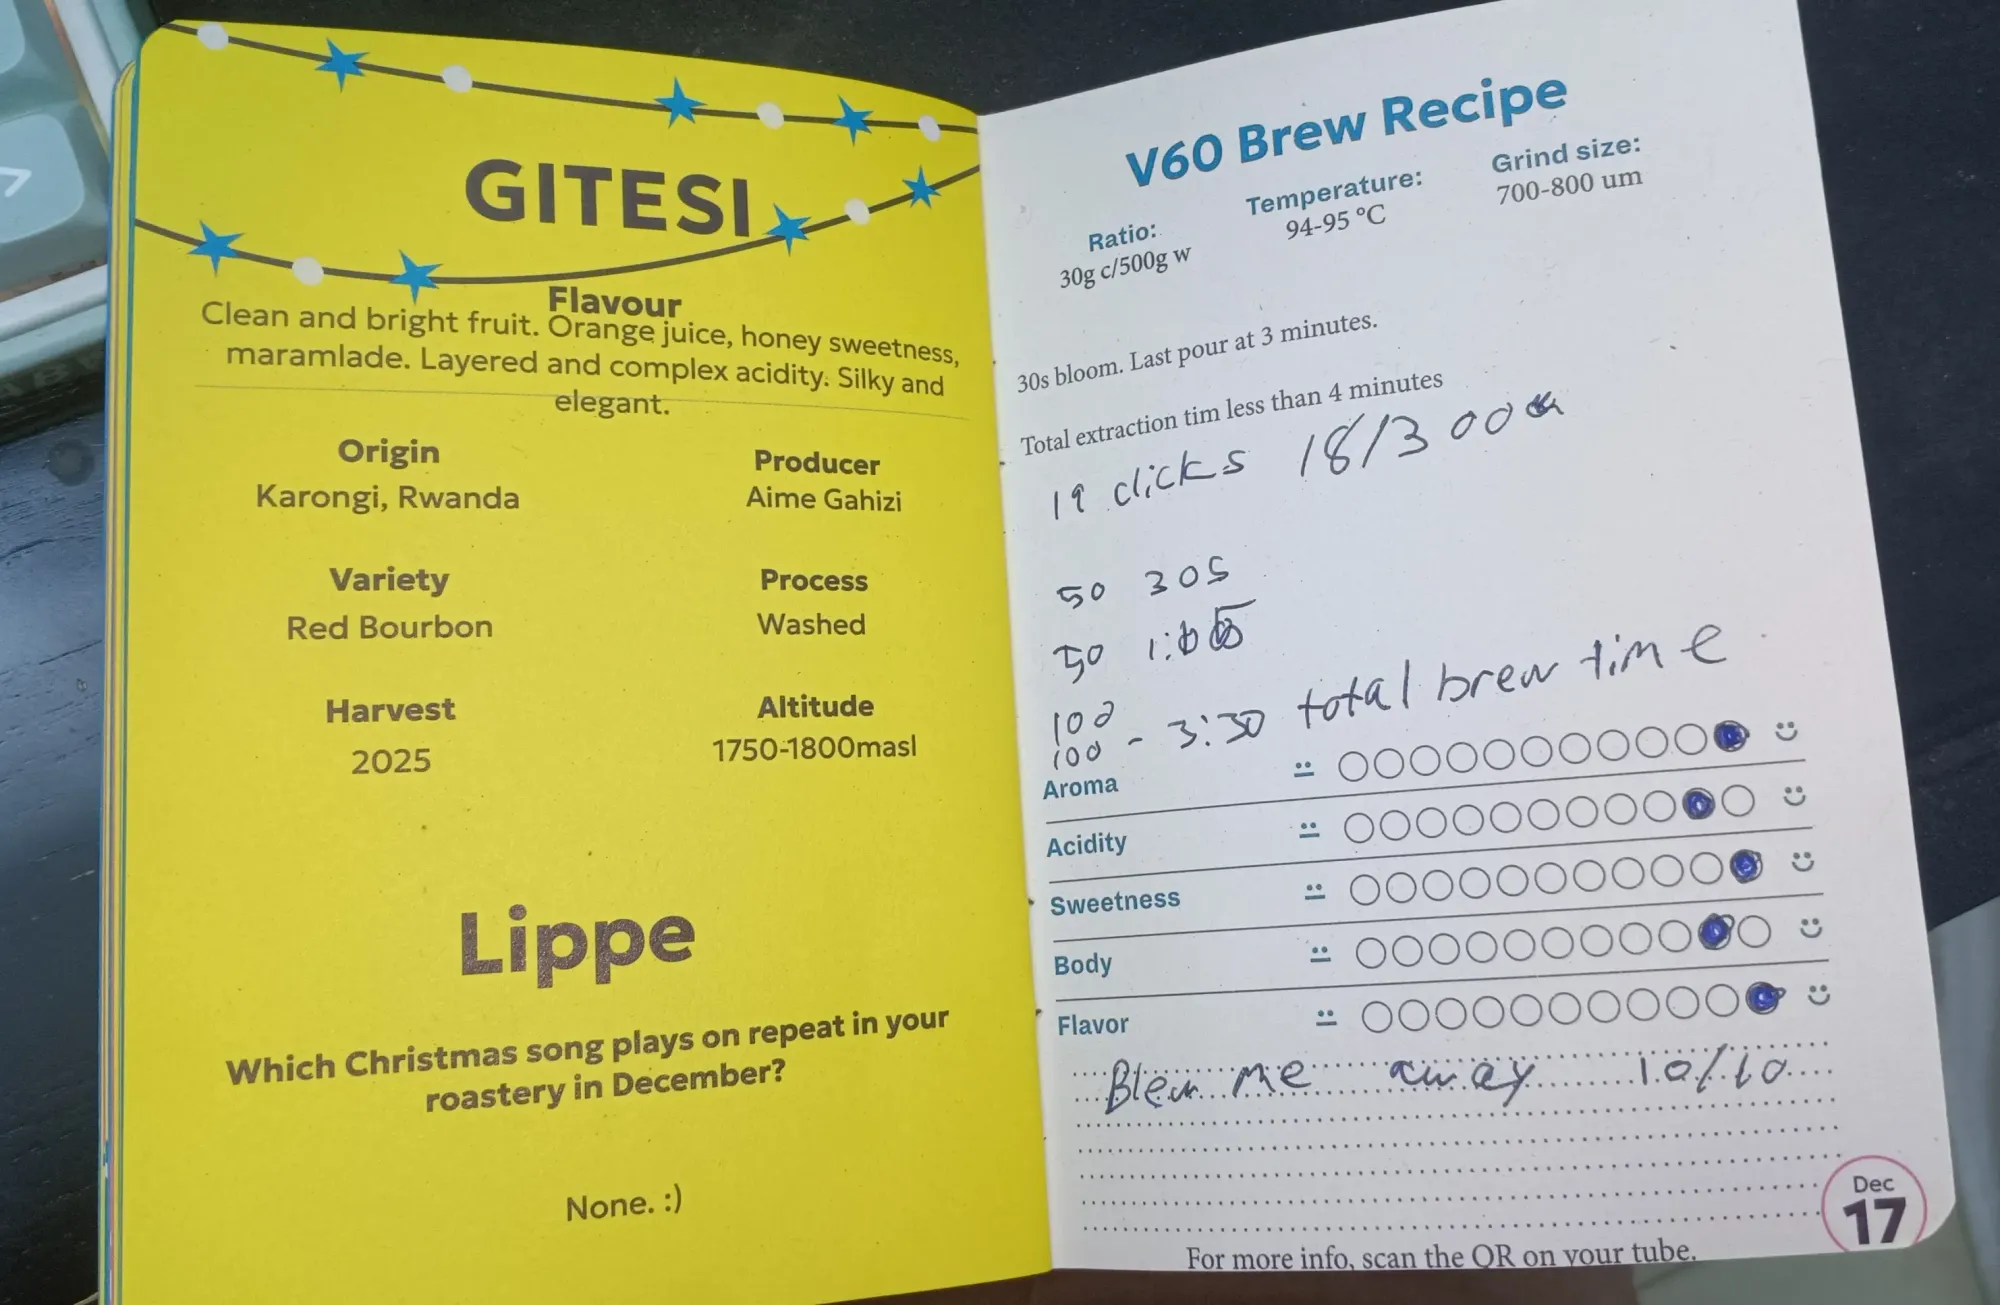 GITESI
Flavour
Clean and bright fruit. Orange juice, honey sweetness,
maramlade. Layered and complex acidity. Silky and
elegant.
Origin
Karongi, Rwanda
Producer
Aime Gahizi
Variety
Red Bourbon
Process
Washed
Harvest
2025
Altitude
1750-1800masl
Lippe
Which Christmas song plays on repeat in your
roastery in December?
None. :)
V60 Brew Recipe
Ratio:
30g c/500g w
Temperature:
94-95 °C
Grind size:
700-800 um
30s bloom. Last pour at 3 minutes.
Total extraction tim less than 4 minutes
19 clicks 18/300
50 30s
50
100
100 - 3:30 total brew time
Aroma
Acidity
Sweetness
Body
Flavor
Blew me away 10/10
Dec
17
For more info, scan the QR on your tube.